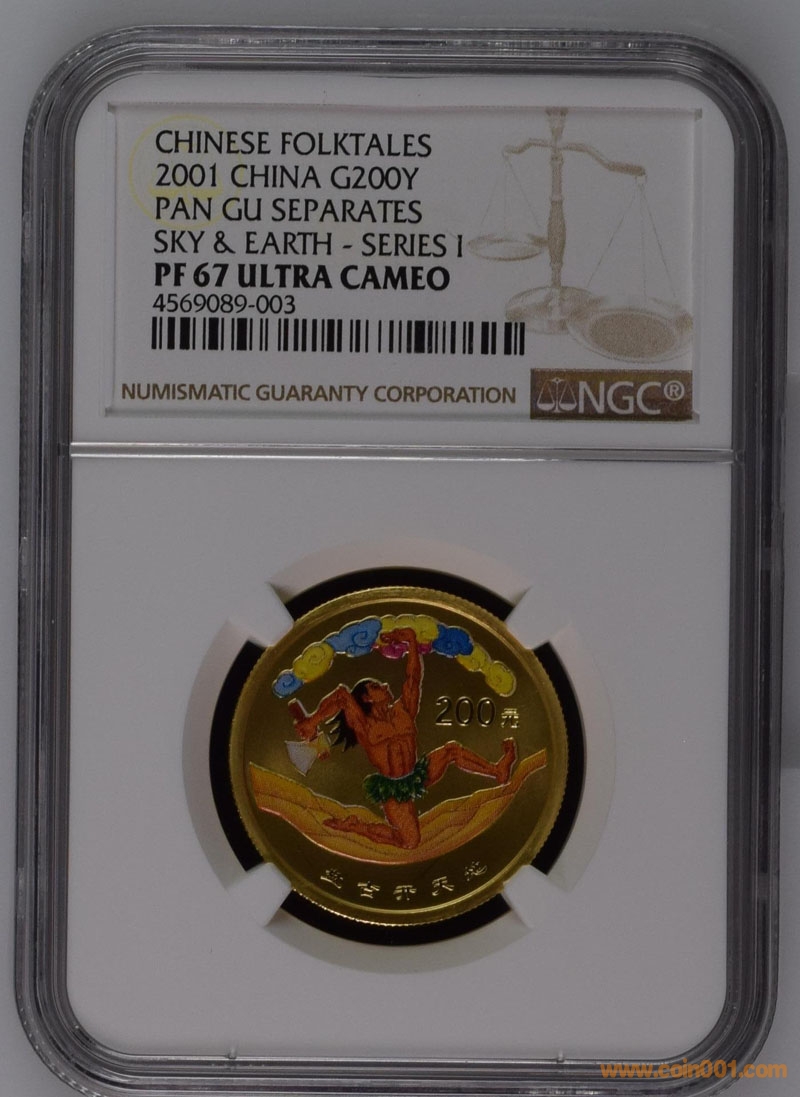 CHINESE FOLKTALES
2001 CHINA G200Y
PAN GU SEPARATES
SKY & EARTH - SERIES I
PF 67 ULTRA CAMEO
4569089-003
NUMISMATIC GUARANTY CORPORATION
NGC®
200元
盘古开天地
www.coin001.com